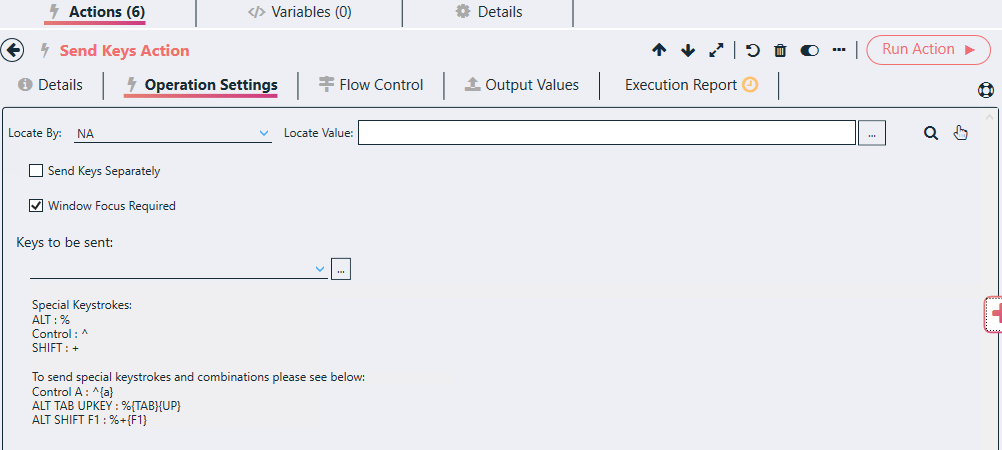 Actions (6) </> Variables (0) Details
Send Keys Action Run Action
Details Operation Settings Flow Control Output Values Execution Report
Locate By: NA Locate Value: ...
Send Keys Separately
Window Focus Required
Keys to be sent:
...
Special Keystrokes:
ALT : %
Control : ^
SHIFT : +
To send special keystrokes and combinations please see below:
Control A : ^{a}
ALT TAB UPKEY : %{TAB}{UP}
ALT SHIFT F1 : %+{F1}